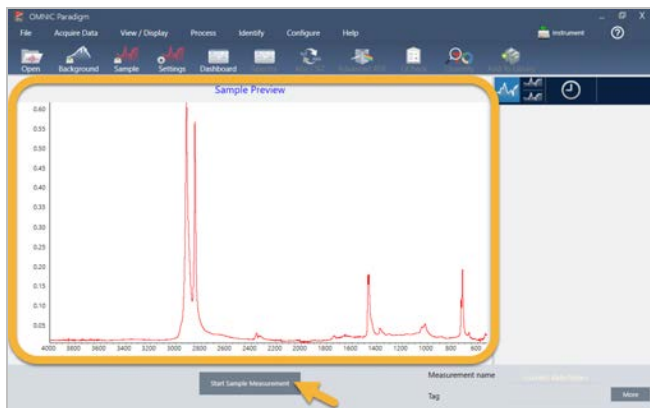 OMNIC Paradigm
File Acquire Data View / Display Process Identify Configure Help instrument
Open Background Sample Settings Dashboard
Sample Preview
0.60
0.55
0.50
0.45
0.40
0.35
0.30
0.25
0.20
0.15
0.10
0.05
4000 3800 3600 3400 3200 3000 2800 2600 2400 2200 2000 1800 1600 1400 1200 1000 800 600
Start Sample Measurement
Measurement name
Tag
More